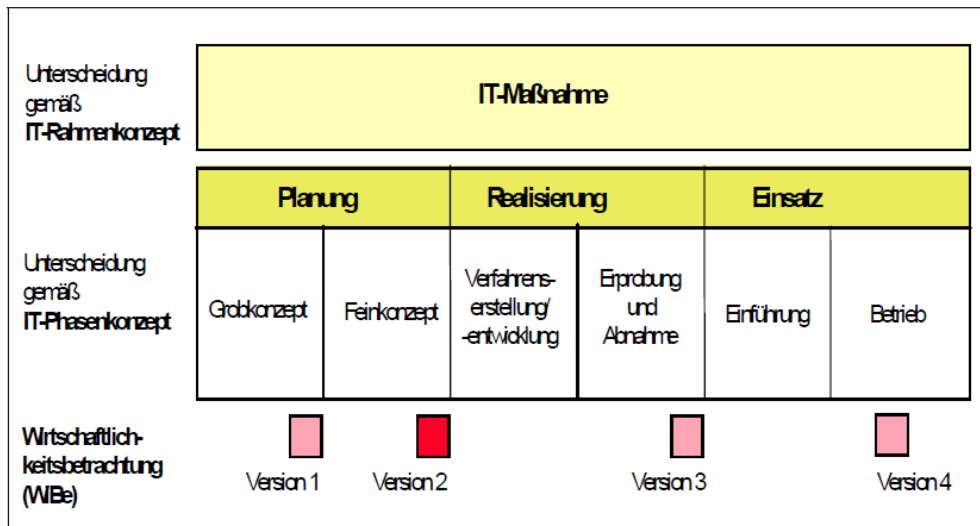 Unterscheidung
gemäß
IT-Rahmenkonzept
IT-Maßnahme
Planung
Realisierung
Einsatz
Unterscheidung
gemäß
IT-Phasenkonzept
Grobkonzept
Feinkonzept
Verfahrens-
erstellung/
-entwicklung
Erprobung
und
Abnahme
Einführung
Betrieb
Wirtschaftlich-
keitsbetrachtung
(WiBe)
Version 1
Version 2
Version 3
Version 4